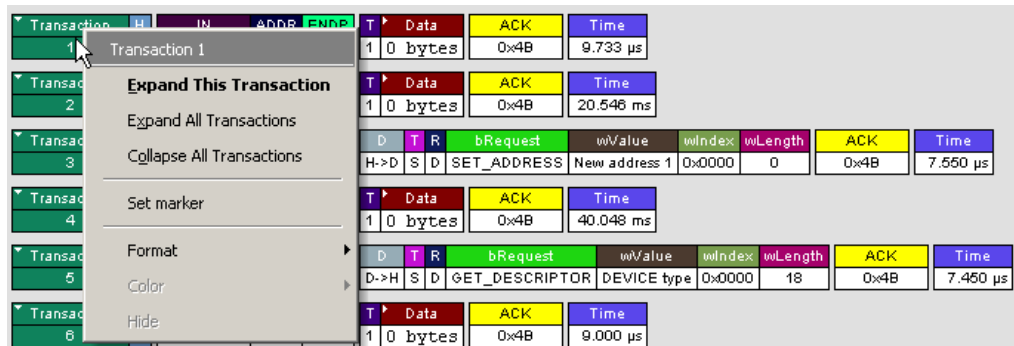 Transaction H IN ADDR ENDP T Data ACK Time
1 Transaction 1 1 0 bytes 0x4B 9.733 µs
Expand This Transaction
Transac T Data ACK Time
2 1 0 bytes 0x4B 20.546 ms
Expand All Transactions
Transac D T R bRequest wValue wIndex wLength ACK Time
Collapse All Transactions
3 H->D S D SET_ADDRESS New address 1 0x0000 0 0x4B 7.550 µs
Transac T Data ACK Time
Set marker
4 1 0 bytes 0x4B 40.048 ms
Transac Format D T R bRequest wValue wIndex wLength ACK Time
5 Color D->H S D GET_DESCRIPTOR DEVICE type 0x0000 18 0x4B 7.450 µs
Transac T Data ACK Time
Hide
6 1 0 bytes 0x4B 9.000 µs